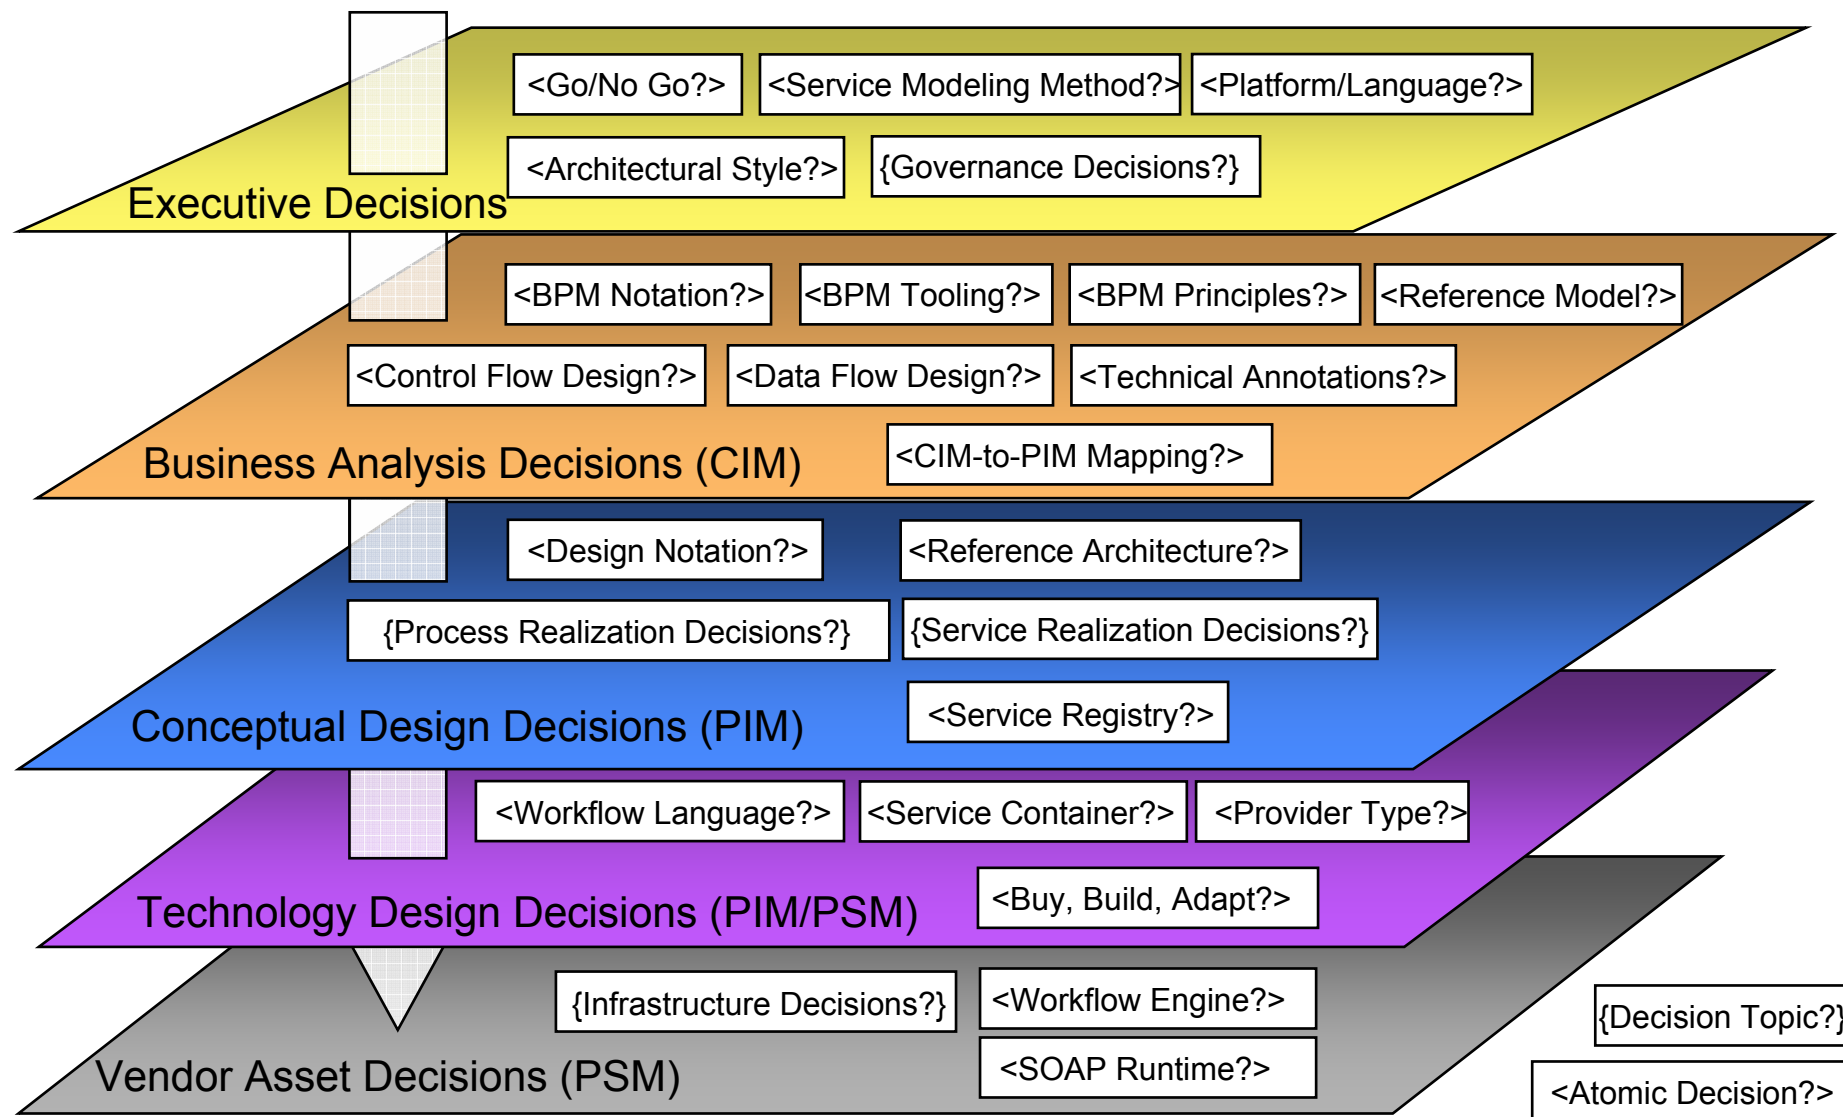 <Go/No Go?> <Service Modeling Method?> <Platform/Language?>
<Architectural Style?> {Governance Decisions?}
Executive Decisions
<BPM Notation?> <BPM Tooling?> <BPM Principles?> <Reference Model?>
<Control Flow Design?> <Data Flow Design?> <Technical Annotations?>
Business Analysis Decisions (CIM) <CIM-to-PIM Mapping?>
<Design Notation?> <Reference Architecture?>
{Process Realization Decisions?} {Service Realization Decisions?}
Conceptual Design Decisions (PIM) <Service Registry?>
<Workflow Language?> <Service Container?> <Provider Type?>
Technology Design Decisions (PIM/PSM) <Buy, Build, Adapt?>
{Infrastructure Decisions?} <Workflow Engine?>
{Decision Topic?}
Vendor Asset Decisions (PSM) <SOAP Runtime?>
<Atomic Decision?>